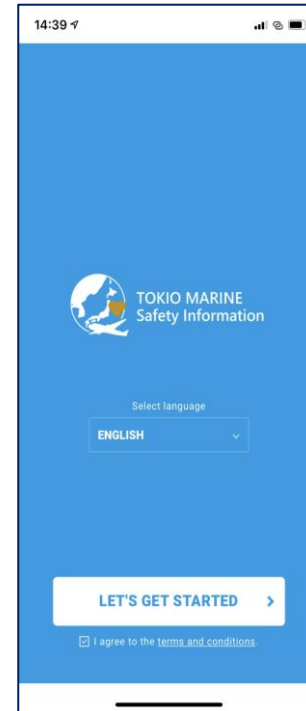 14:39
TOKIO MARINE
Safety Information
Select language
ENGLISH
LET'S GET STARTED
I agree to the terms and conditions.